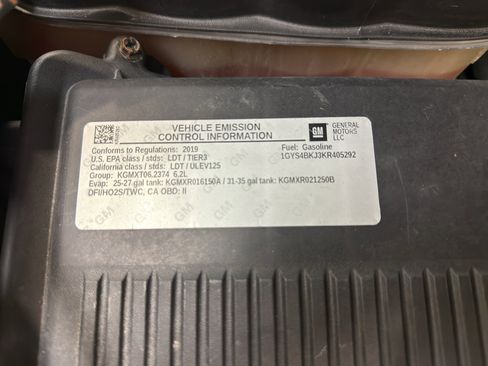 VEHICLE EMISSION
CONTROL INFORMATION
GM
GENERAL
MOTORS
LLC
Conforms to Regulations: 2019
Fuel: Gasoline
U.S. EPA class / stds: LDT / TIER3
1GYS4BKJ3KR405292
California class / stds: LDT / ULEV125
Group: KGMXT06.2374 6.2L
Evap: 25-27 gal tank: KGMXR016150A / 31-35 gal tank: KGMXR021250B
DFI/HO2S/TWC, CA OBD: II